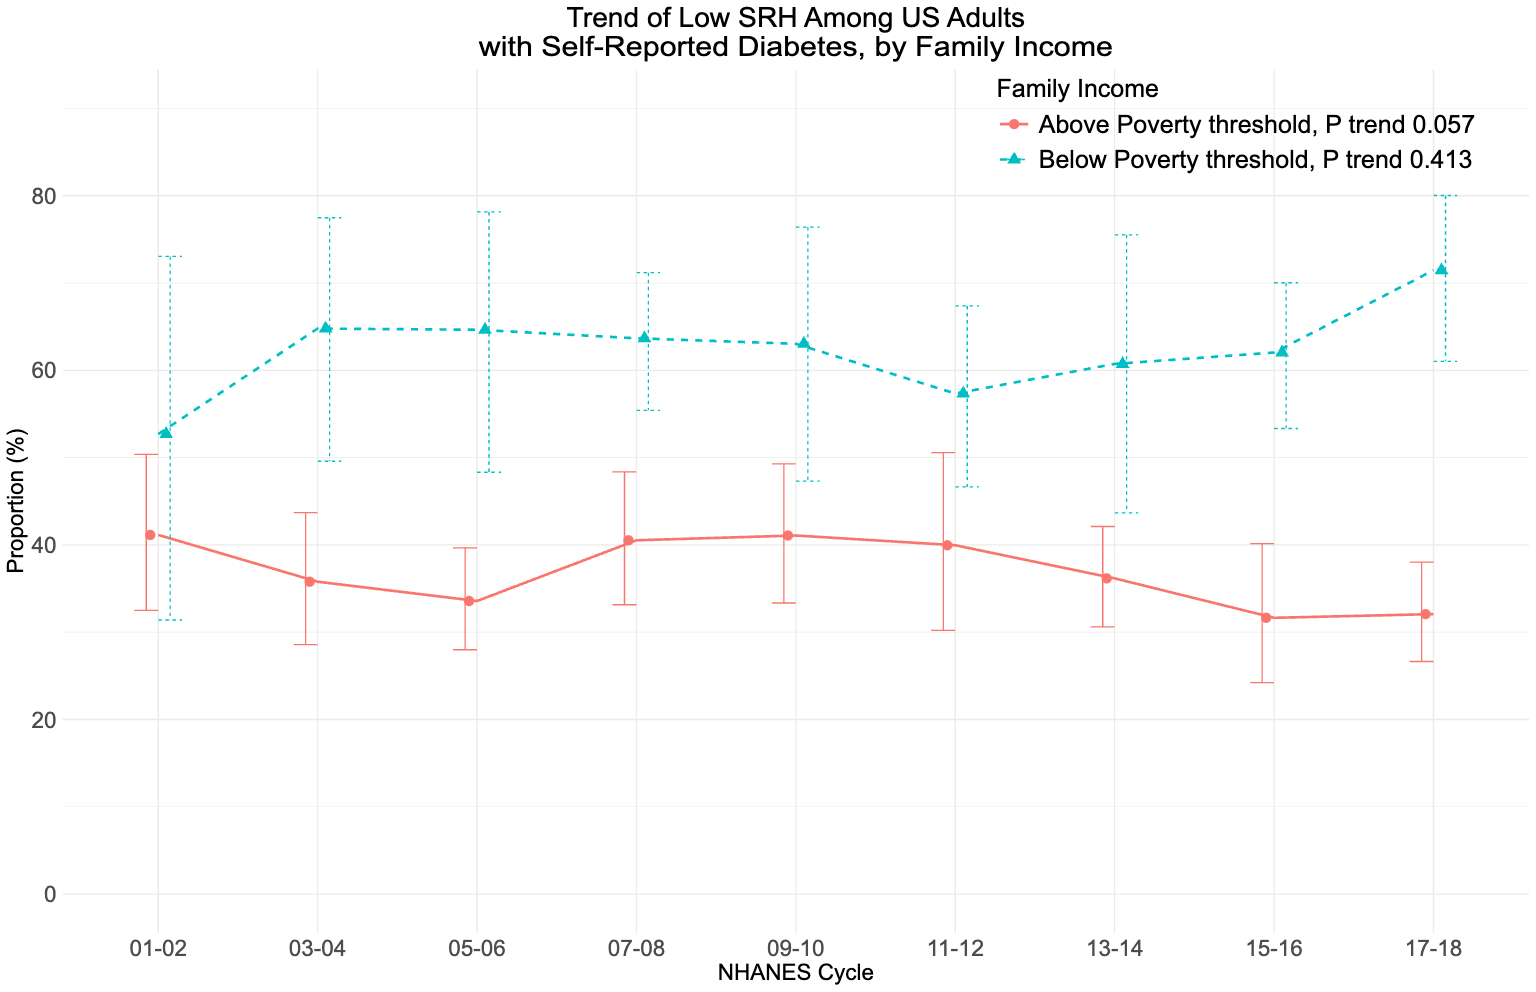 Trend of Low SRH Among US Adults
with Self-Reported Diabetes, by Family Income
Family Income
Above Poverty threshold, P trend 0.057
Below Poverty threshold, P trend 0.413
Proportion (%)
80
60
40
20
0
01-02 03-04 05-06 07-08 09-10 11-12 13-14 15-16 17-18
NHANES Cycle